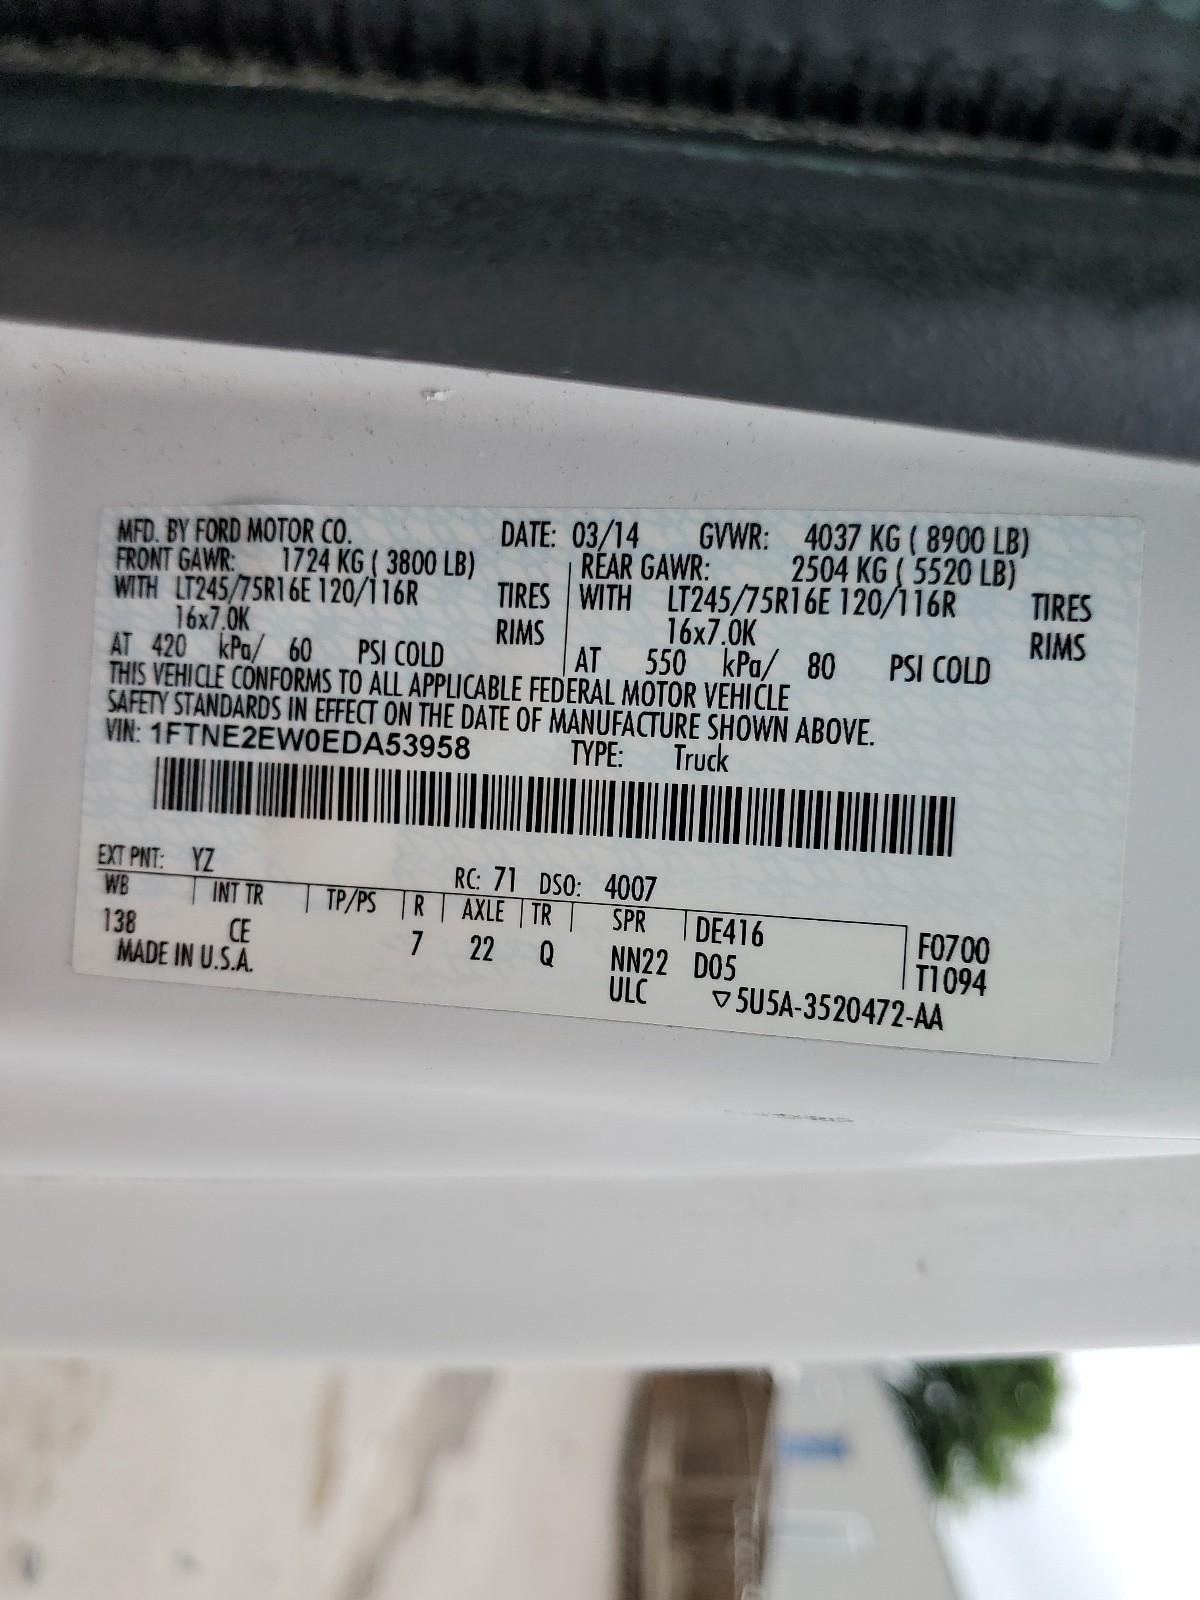 MFD. BY FORD MOTOR CO. DATE: 03/14 GVWR: 4037 KG ( 8900 LB)
FRONT GAWR: 1724 KG ( 3800 LB) REAR GAWR: 2504 KG ( 5520 LB)
WITH LT245/75R16E 120/116R TIRES WITH LT245/75R16E 120/116R TIRES
16x7.0K RIMS 16x7.0K RIMS
AT 420 kPa/ 60 PSI COLD AT 550 kPa/ 80 PSI COLD
THIS VEHICLE CONFORMS TO ALL APPLICABLE FEDERAL MOTOR VEHICLE
SAFETY STANDARDS IN EFFECT ON THE DATE OF MANUFACTURE SHOWN ABOVE.
VIN: 1FTNE2EW0EDA53958 TYPE: Truck
EXT PNT: YZ RC: 71 DSO: 4007
WB INT TR TP/PS R AXLE TR SPR DE416 F0700
138 CE 7 22 Q NN22 D05 T1094
MADE IN U.S.A. ULC ▽5U5A-3520472-AA